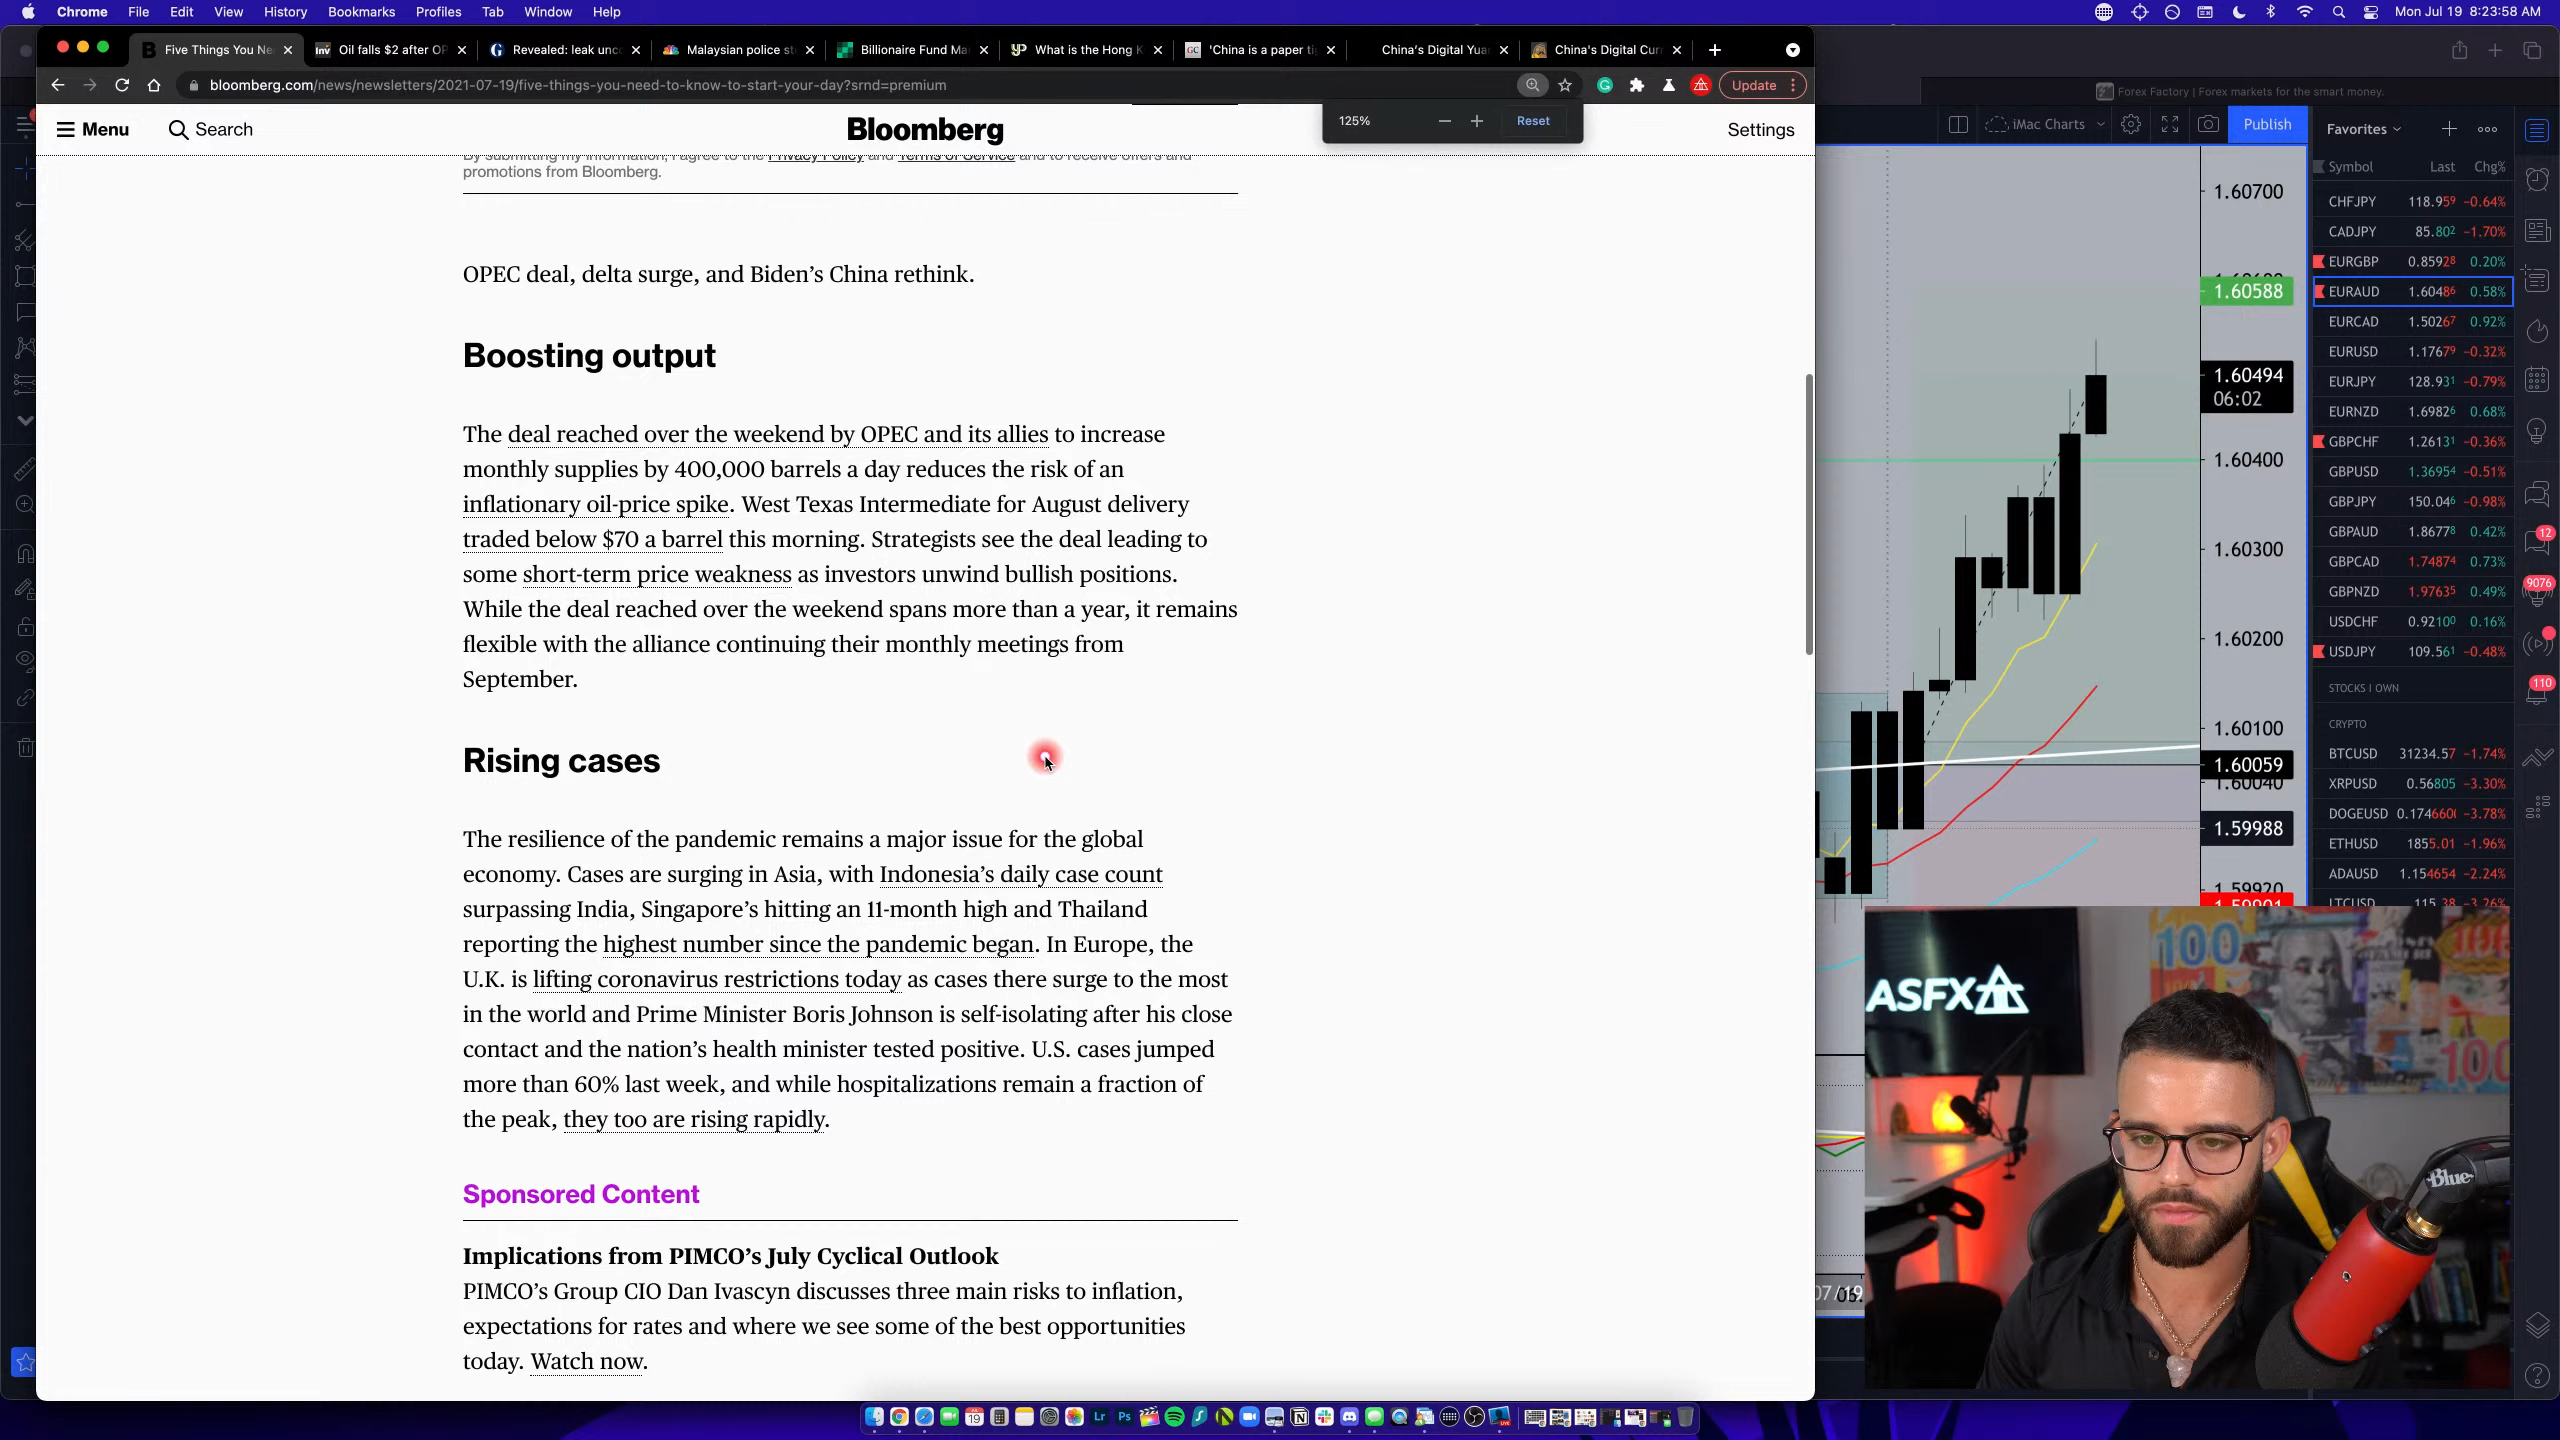 Chrome File Edit View History Bookmarks Profiles Tab Window Help
Mon Jul 19 8:23:58 AM
Five Things You Ne
Oil falls $2 after OP
Revealed: leak unc
Malaysian police st
Billionaire Fund Ma
What is the Hong K
'China is a paper ti
China's Digital Yua
China's Digital Cur
bloomberg.com/news/newsletters/2021-07-19/five-things-you-need-to-know-to-start-your-day?srnd=premium
Update
125%
Reset
Menu
Search
Bloomberg
Settings
promotions from Bloomberg.
OPEC deal, delta surge, and Biden's China rethink.
Boosting output
The deal reached over the weekend by OPEC and its allies to increase
monthly supplies by 400,000 barrels a day reduces the risk of an
inflationary oil-price spike. West Texas Intermediate for August delivery
traded below $70 a barrel this morning. Strategists see the deal leading to
some short-term price weakness as investors unwind bullish positions.
While the deal reached over the weekend spans more than a year, it remains
flexible with the alliance continuing their monthly meetings from
September.
Rising cases
The resilience of the pandemic remains a major issue for the global
economy. Cases are surging in Asia, with Indonesia's daily case count
surpassing India, Singapore's hitting an 11-month high and Thailand
reporting the highest number since the pandemic began. In Europe, the
U.K. is lifting coronavirus restrictions today as cases there surge to the most
in the world and Prime Minister Boris Johnson is self-isolating after his close
contact and the nation's health minister tested positive. U.S. cases jumped
more than 60% last week, and while hospitalizations remain a fraction of
the peak, they too are rising rapidly.
Sponsored Content
Implications from PIMCO's July Cyclical Outlook
PIMCO's Group CIO Dan Ivascyn discusses three main risks to inflation,
expectations for rates and where we see some of the best opportunities
today. Watch now.
Forex Factory | Forex markets for the smart money.
iMac Charts
Publish
Favorites
1.60700
1.60588
1.60494
06:02
1.60400
1.60300
1.60200
1.60100
1.60059
1.60040
1.59988
1.59920
Symbol Last Chg%
CHFJPY 118.959 −0.64%
CADJPY 85.802 −1.70%
EURGBP 0.85928 0.20%
EURAUD 1.60486 0.58%
EURCAD 1.50267 0.92%
EURUSD 1.17679 −0.32%
EURJPY 128.931 −0.79%
EURNZD 1.69826 0.68%
GBPCHF 1.26131 −0.36%
GBPUSD 1.36954 −0.51%
GBPJPY 150.046 −0.98%
GBPAUD 1.86778 0.42%
GBPCAD 1.74874 0.73%
GBPNZD 1.97635 0.49%
USDCHF 0.92100 0.16%
USDJPY 109.561 −0.48%
STOCKS I OWN
CRYPTO
BTCUSD 31234.57 −1.74%
XRPUSD 0.56805 −3.30%
DOGEUSD 0.174660 −3.78%
ETHUSD 1855.01 −1.96%
ADAUSD 1.154654 −2.24%
12
9076
110
ASFX
100
100
Blue
07/19
19
Lr
Ps